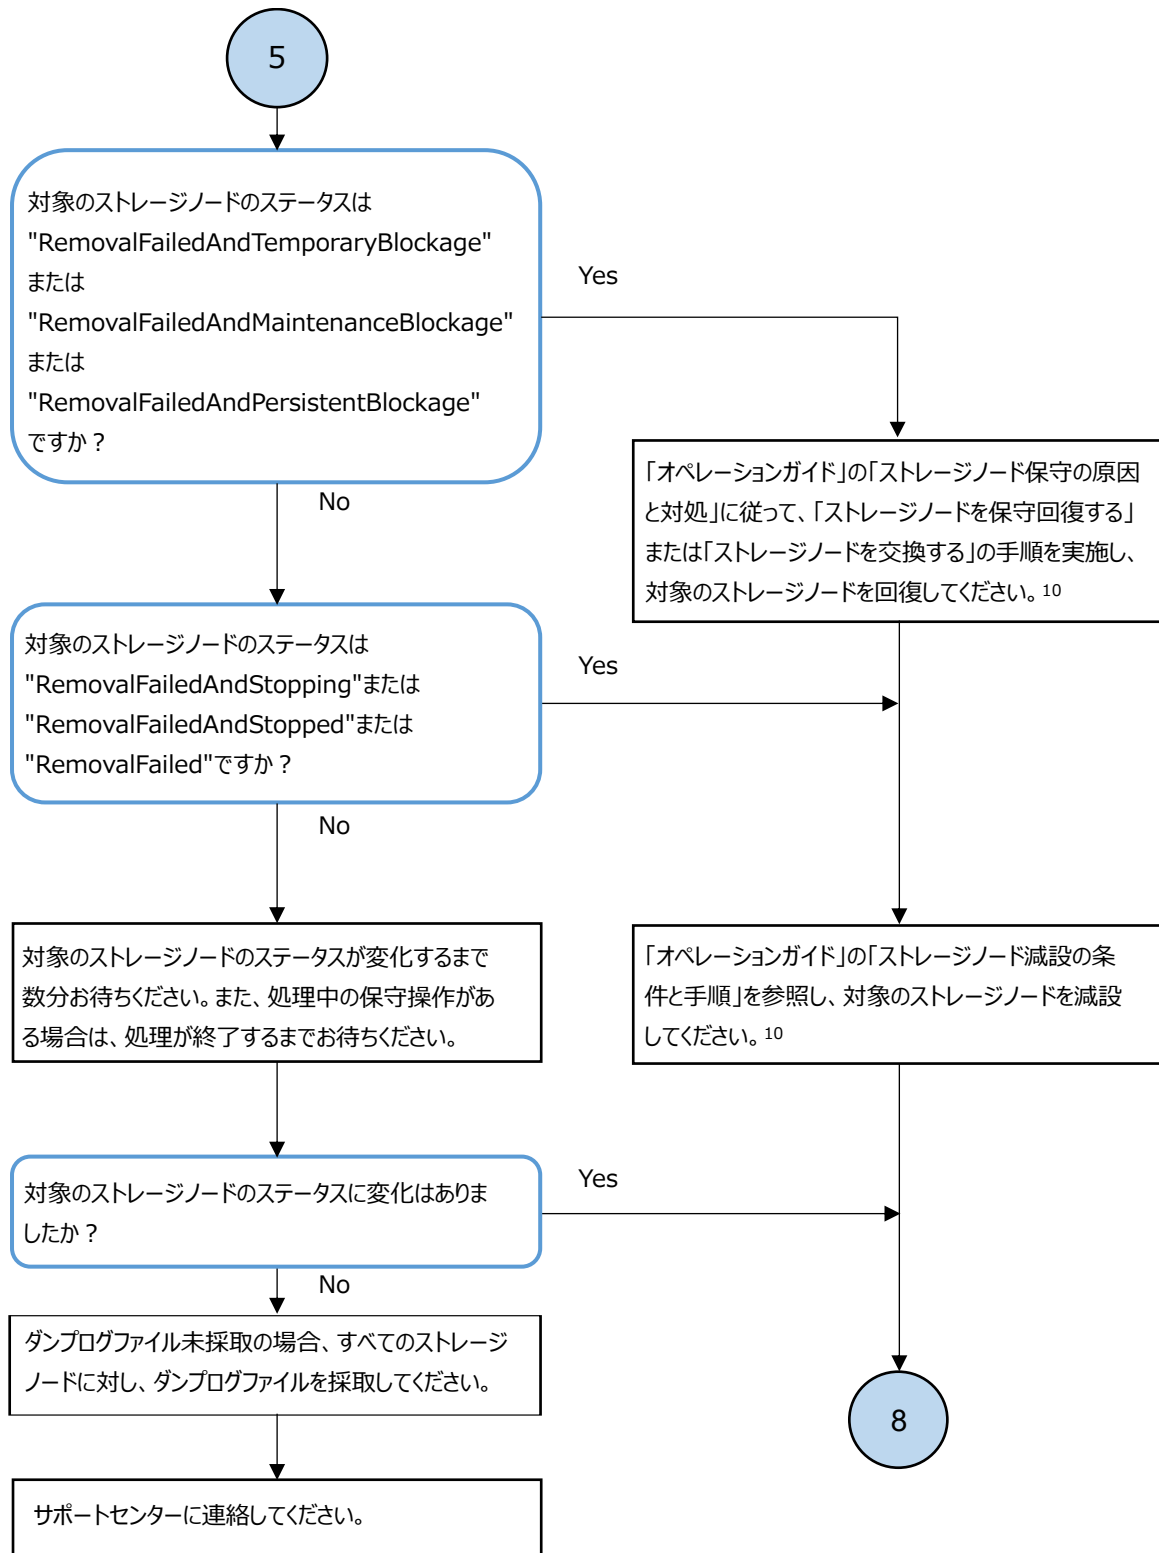 5
対象のストレージノードのステータスは
"RemovalFailedAndTemporaryBlockage"
または
"RemovalFailedAndMaintenanceBlockage"
または
"RemovalFailedAndPersistentBlockage"
ですか？
Yes
No
「オペレーションガイド」の「ストレージノード保守の原因
と対処」に従って、「ストレージノードを保守回復する」
または「ストレージノードを交換する」の手順を実施し、
対象のストレージノードを回復してください。10
対象のストレージノードのステータスは
"RemovalFailedAndStopping"または
"RemovalFailedAndStopped"または
"RemovalFailed"ですか？
Yes
No
対象のストレージノードのステータスが変化するまで
数分お待ちください。また、処理中の保守操作があ
る場合は、処理が終了するまでお待ちください。
「オペレーションガイド」の「ストレージノード減設の条
件と手順」を参照し、対象のストレージノードを減設
してください。10
対象のストレージノードのステータスに変化はありま
したか？
Yes
No
ダンプログファイル未採取の場合、すべてのストレージ
ノードに対し、ダンプログファイルを採取してください。
8
サポートセンターに連絡してください。